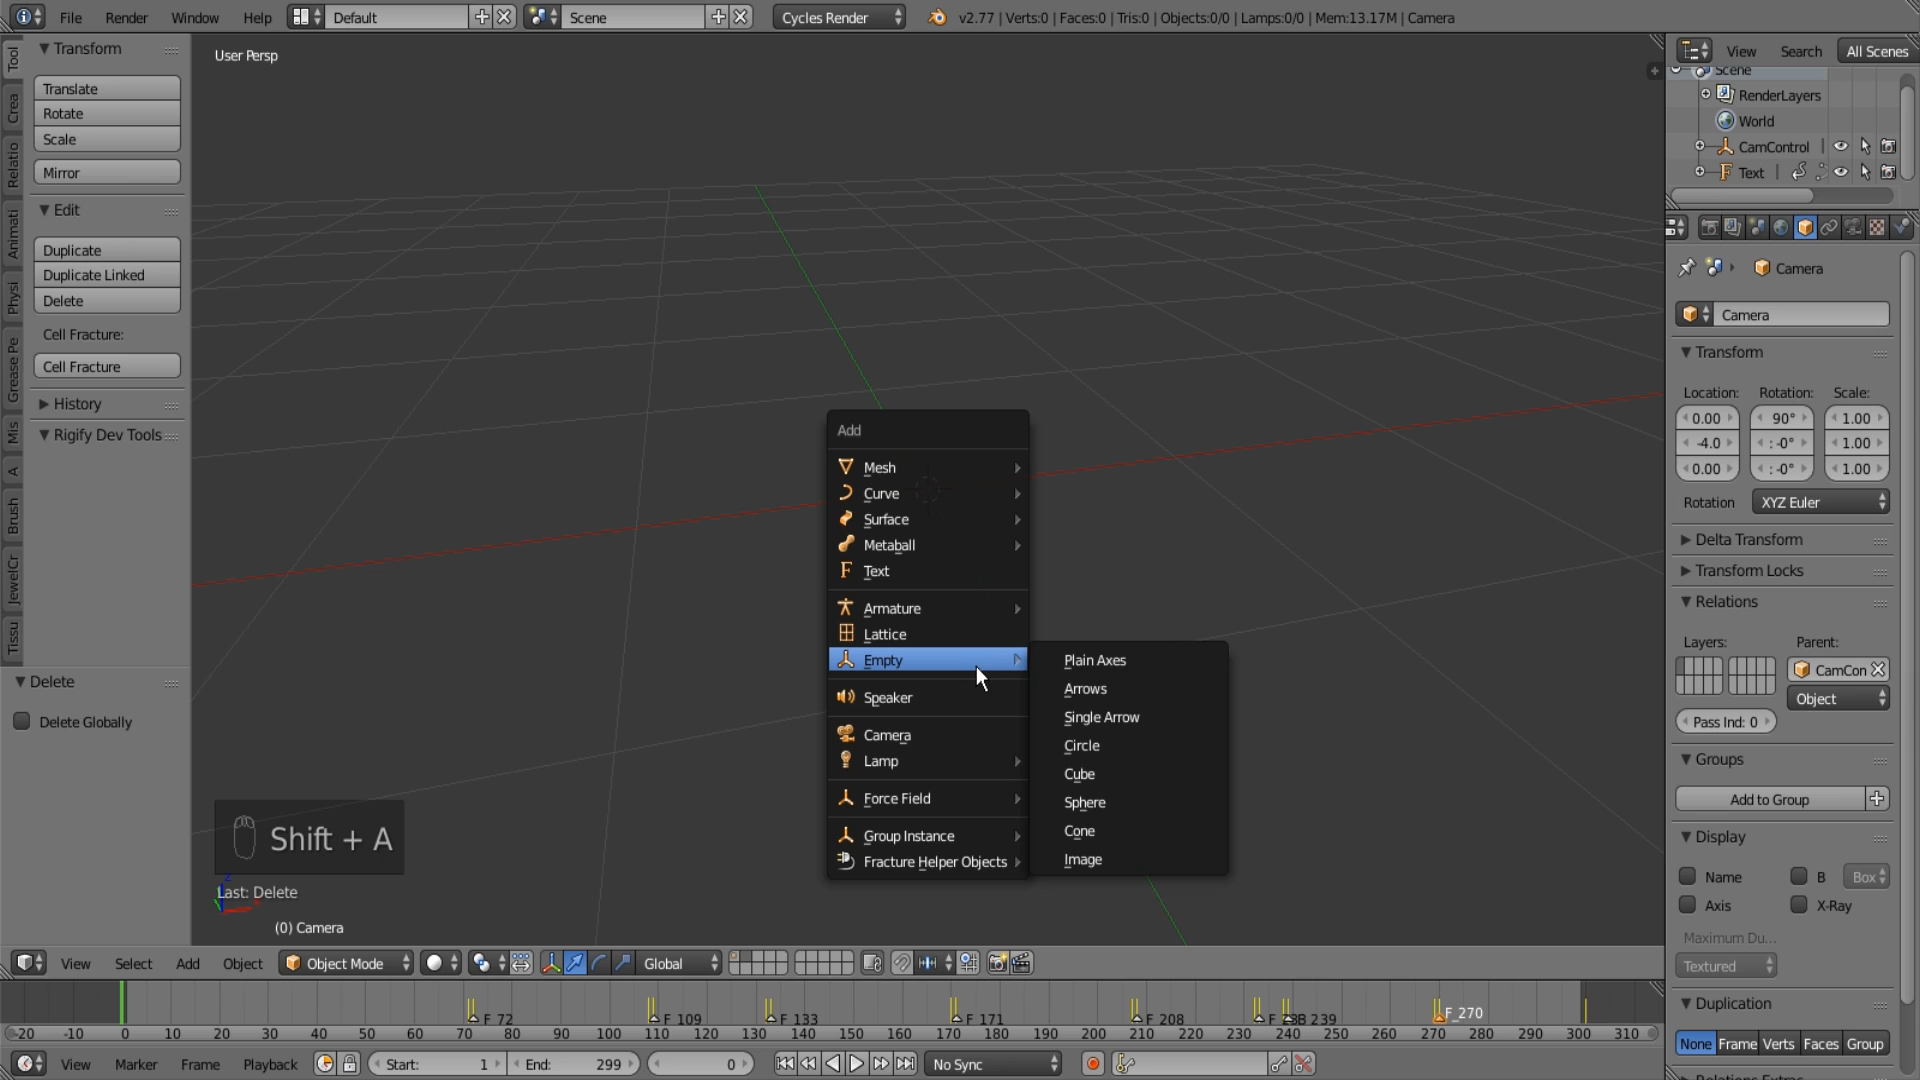 File Render Window Help Default Scene Cycles Render v2.77 | Verts:0 | Faces:0 | Tris:0 | Objects:0/0 | Lamps:0/0 | Mem:13.17M | Camera
Tool
Crea
Relatio
Animati
Physi
Grease Pe
Mis
A
Brush
JewelCr
Tissu
Transform
Translate
Rotate
Scale
Mirror
Edit
Duplicate
Duplicate Linked
Delete
Cell Fracture:
Cell Fracture
History
Rigify Dev Tools
Delete
Delete Globally
User Persp
Add
Mesh
Curve
Surface
Metaball
Text
Armature
Lattice
Empty
Speaker
Camera
Lamp
Force Field
Group Instance
Fracture Helper Objects
Plain Axes
Arrows
Single Arrow
Circle
Cube
Sphere
Cone
Image
Shift + A
Last: Delete
(0) Camera
View Search All Scenes
Scene
RenderLayers
World
CamControl
Text
Camera
Camera
Transform
Location: Rotation: Scale:
0.00 90° 1.00
-4.0 : -0° 1.00
0.00 : -0° 1.00
Rotation XYZ Euler
Delta Transform
Transform Locks
Relations
Layers: Parent:
CamCon
Object
Pass Ind: 0
Groups
Add to Group
Display
Name B Box
Axis X-Ray
Maximum Du...
Textured
Duplication
None Frame Verts Faces Group
View Select Add Object Object Mode Global
F_72 F_109 F_133 F_171 F_208 239 F_270
-20 -10 0 10 20 30 40 50 60 70 80 90 100 110 120 130 140 150 160 170 180 190 200 210 220 230 240 250 260 270 280 290 300 310
View Marker Frame Playback Start: 1 End: 299 0 No Sync